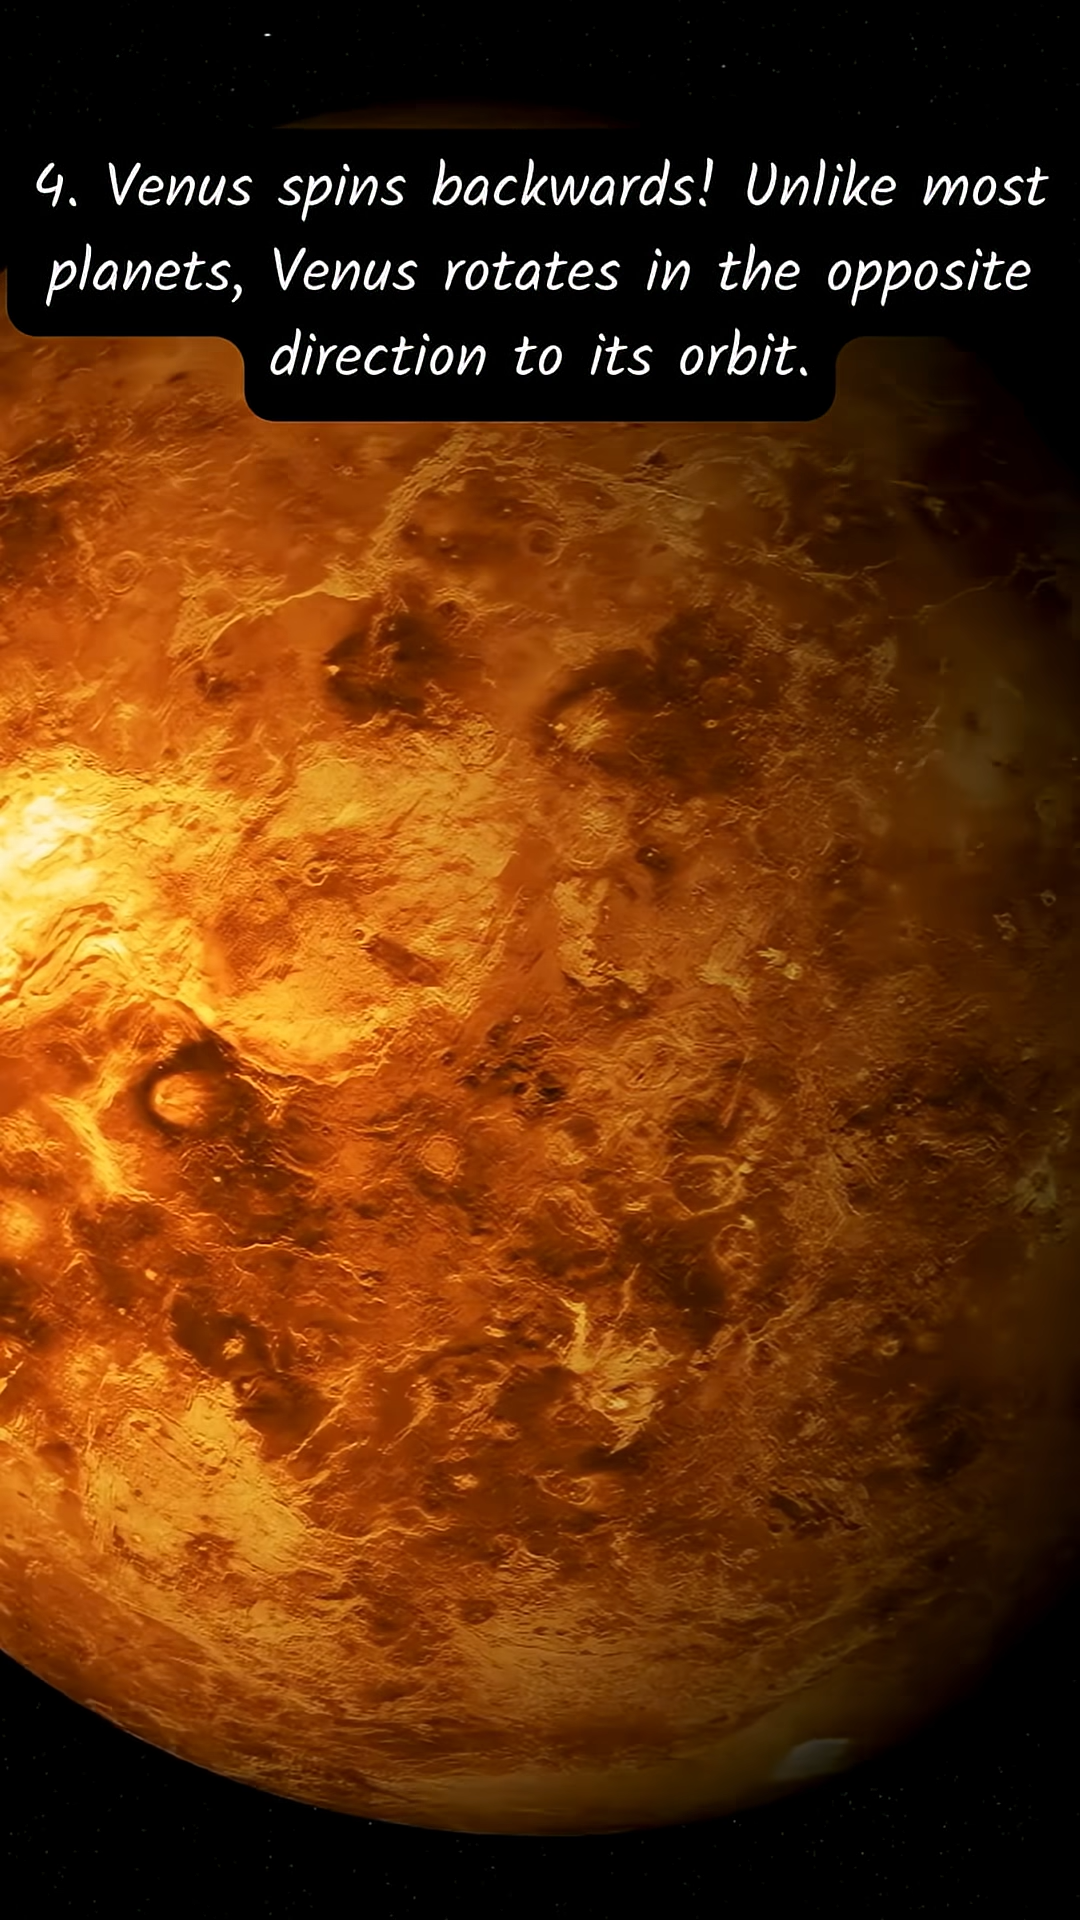 4. Venus spins backwards! Unlike most
planets, Venus rotates in the opposite
direction to its orbit.